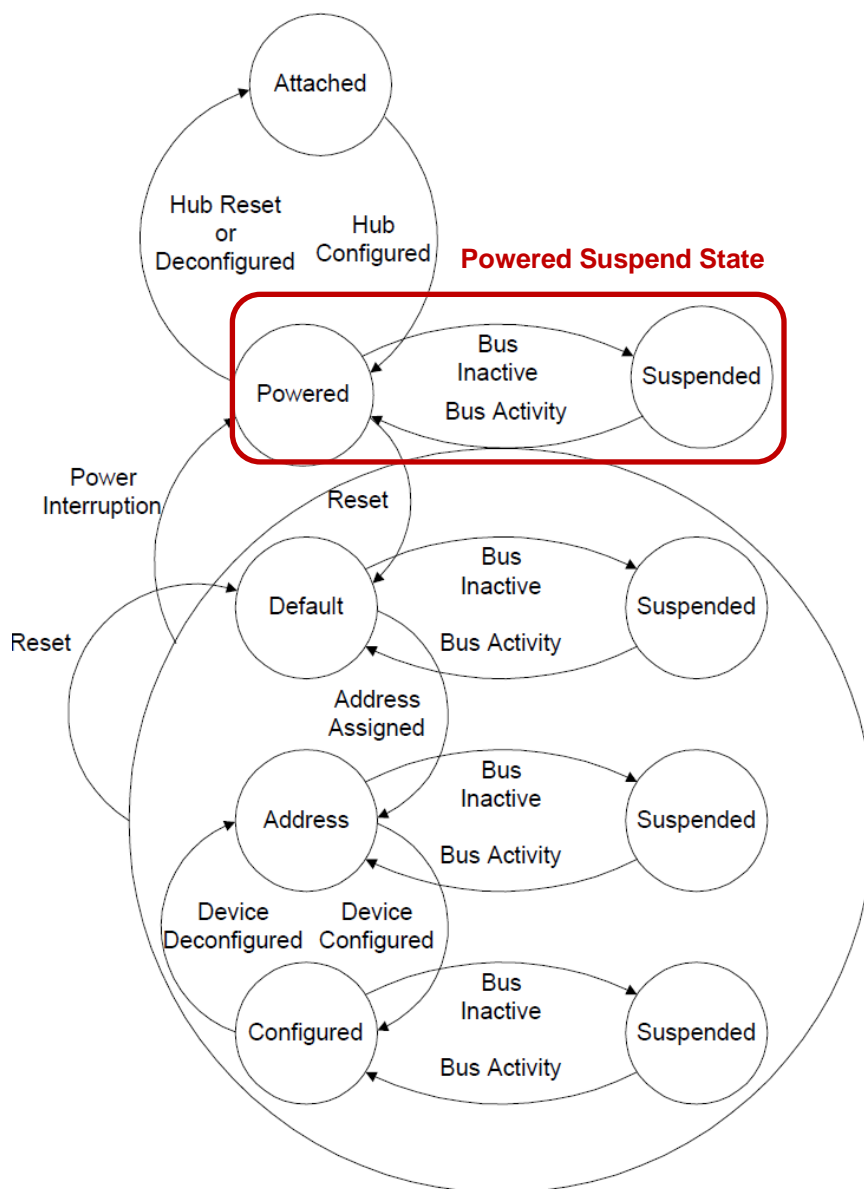 Attached
Hub Reset
or
Deconfigured
Hub
Configured
Powered Suspend State
Powered
Bus
Inactive
Bus Activity
Suspended
Power
Interruption
Reset
Default
Bus
Inactive
Bus Activity
Suspended
Reset
Address
Assigned
Address
Bus
Inactive
Bus Activity
Suspended
Device
Deconfigured
Device
Configured
Configured
Bus
Inactive
Bus Activity
Suspended